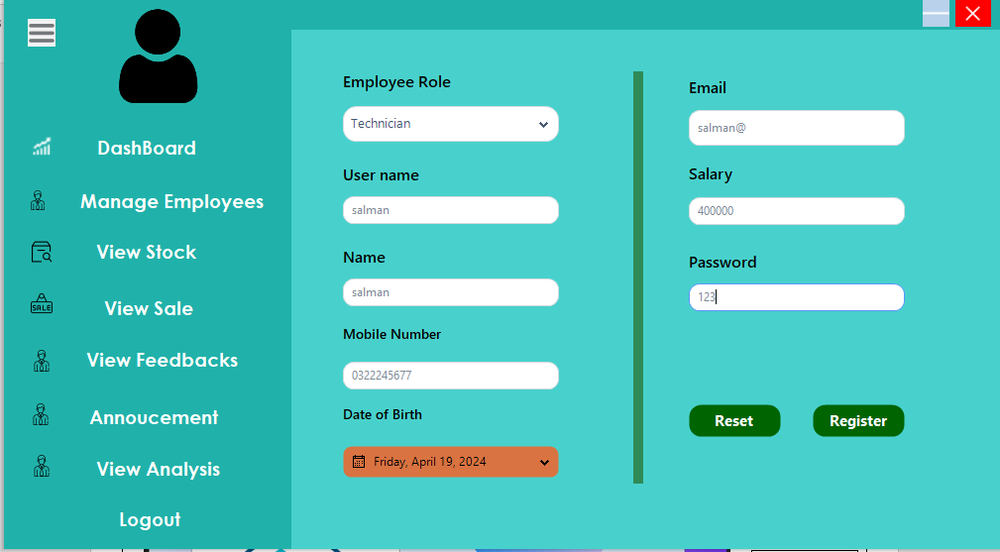 DashBoard
Manage Employees
View Stock
SALE
View Sale
View Feedbacks
Annoucement
View Analysis
Logout
Employee Role
Technician
User name
salman
Name
salman
Mobile Number
0322245677
Date of Birth
Friday, April 19, 2024
Email
salman@
Salary
400000
Password
123
Reset
Register